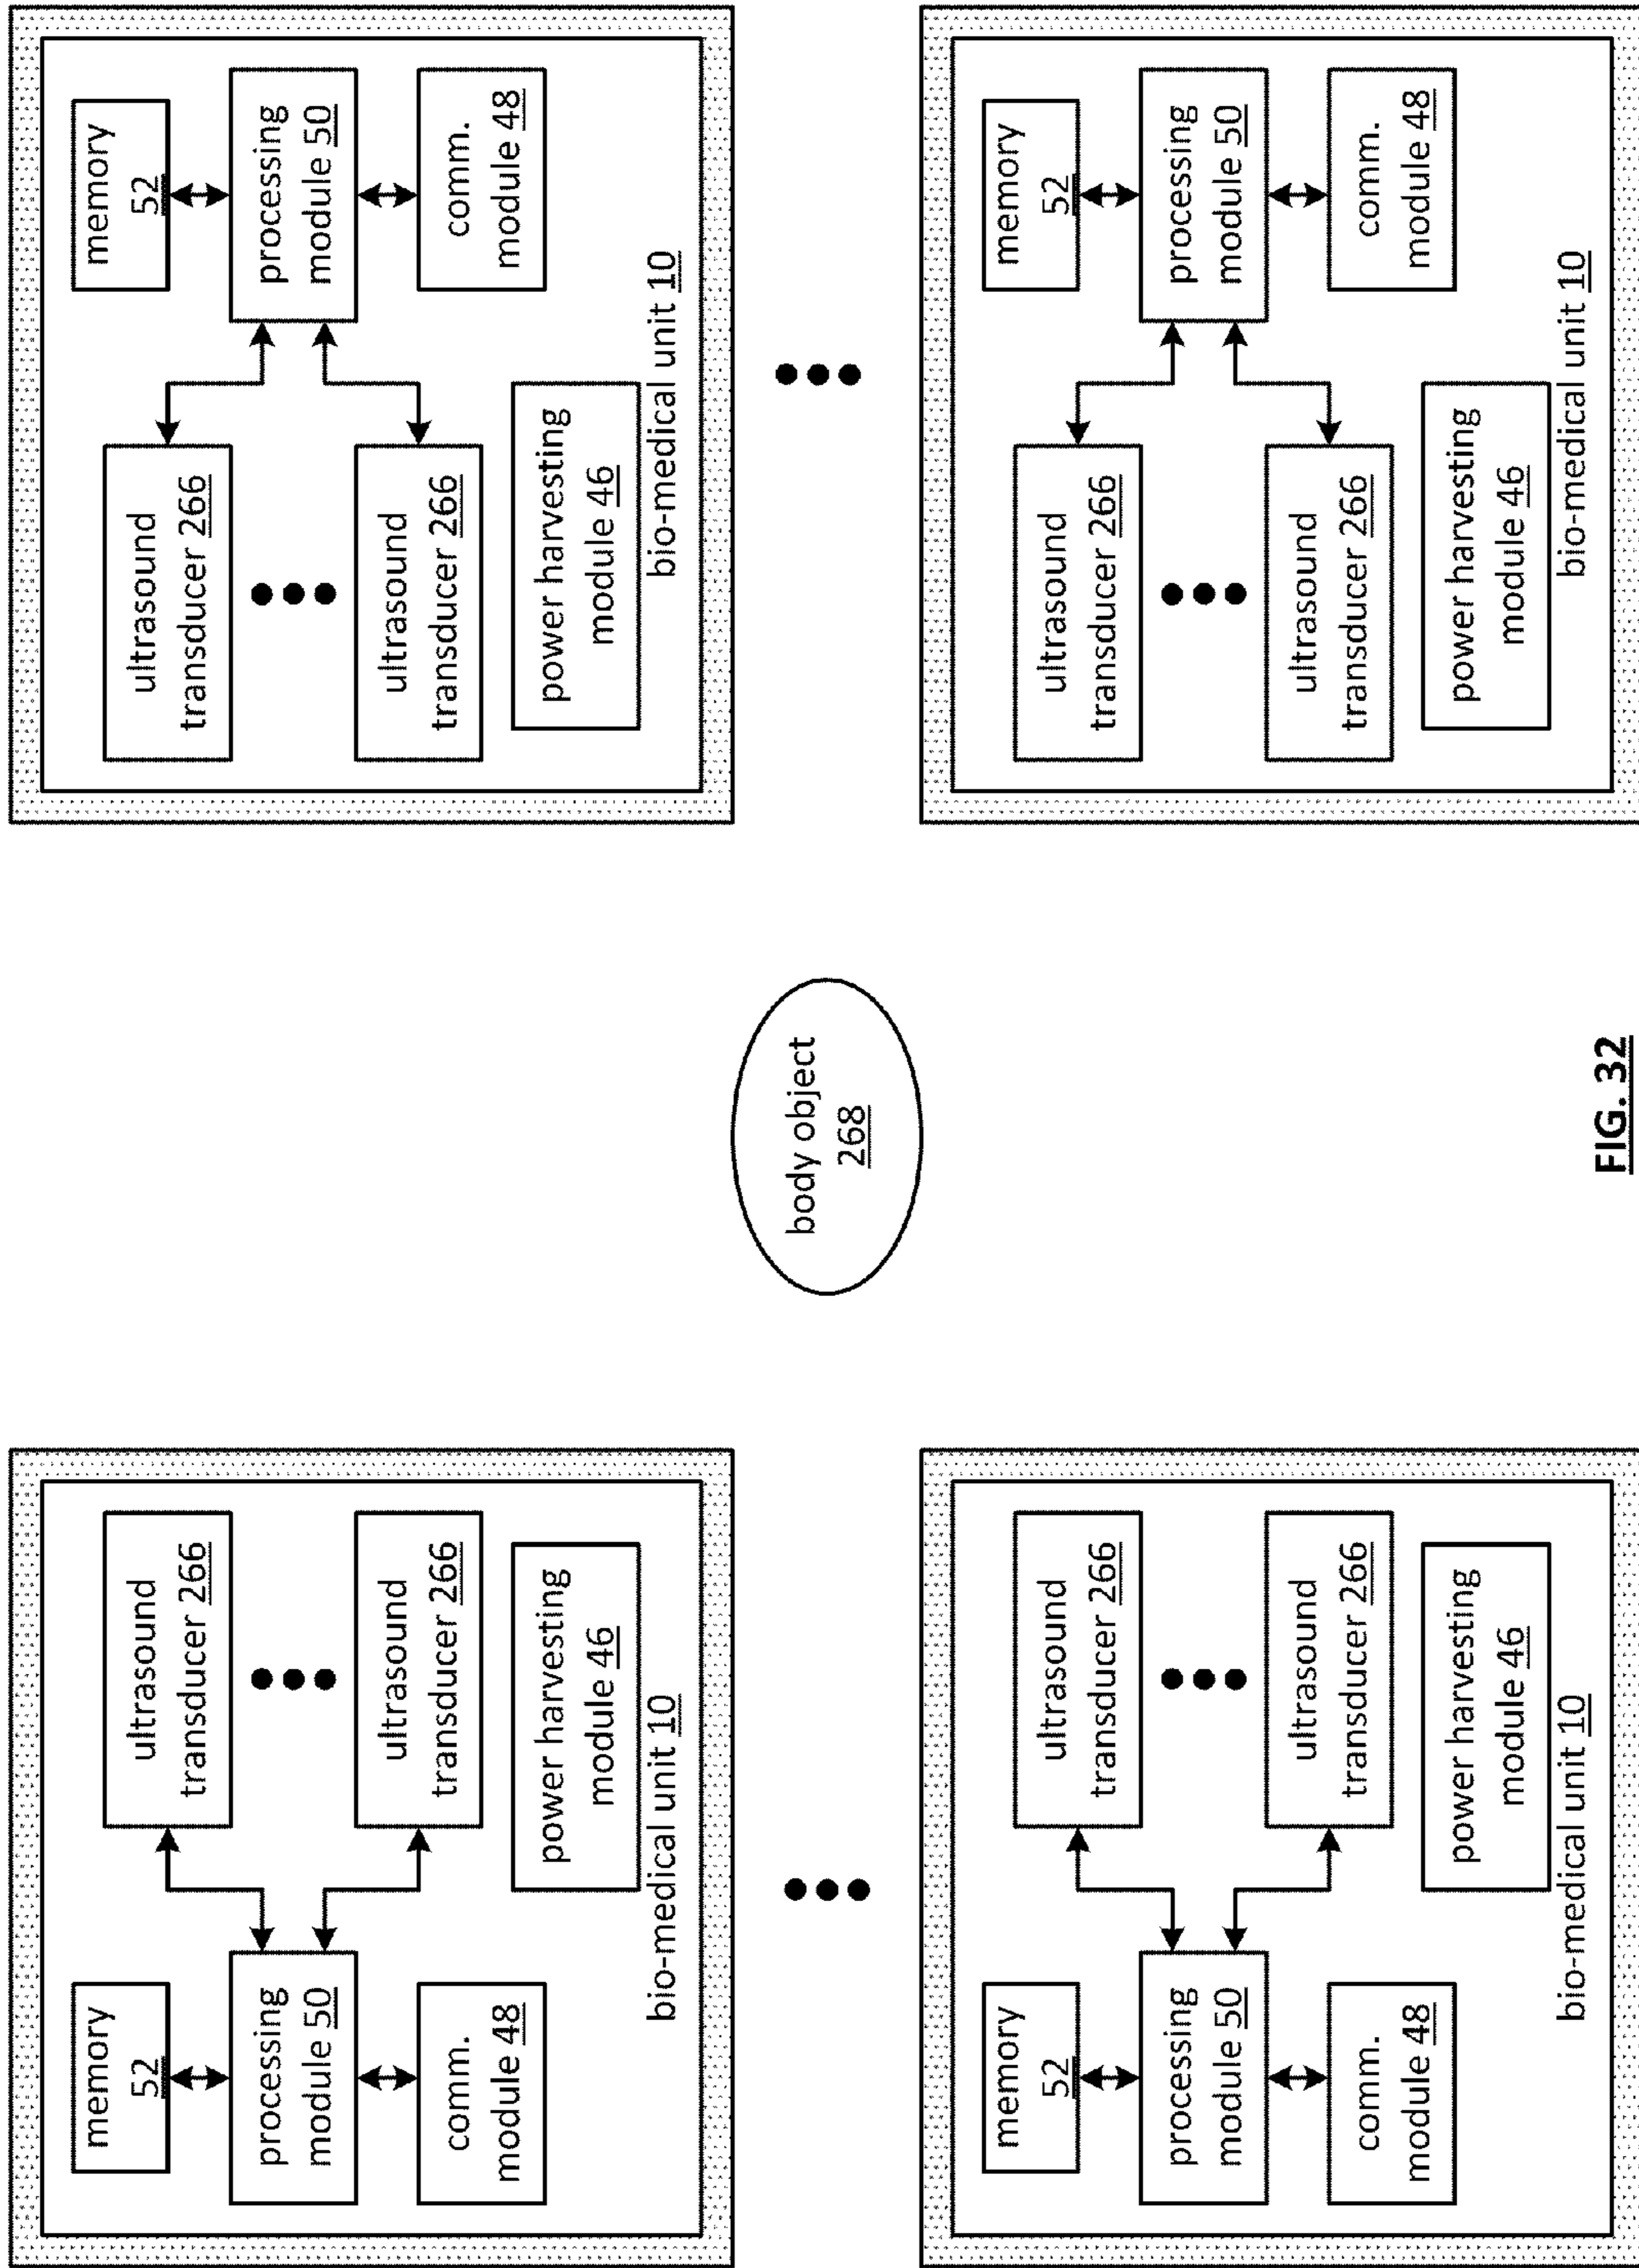 memory
52
processing
module 50
comm.
module 48
ultrasound
transducer 266
ultrasound
transducer 266
power harvesting
module 46
bio-medical unit 10
ultrasound
transducer 266
ultrasound
transducer 266
power harvesting
module 46
memory
52
processing
module 50
comm.
module 48
bio-medical unit 10
body object
268
memory
52
processing
module 50
comm.
module 48
ultrasound
transducer 266
ultrasound
transducer 266
power harvesting
module 46
bio-medical unit 10
ultrasound
transducer 266
ultrasound
transducer 266
power harvesting
module 46
memory
52
processing
module 50
comm.
module 48
bio-medical unit 10
FIG. 32